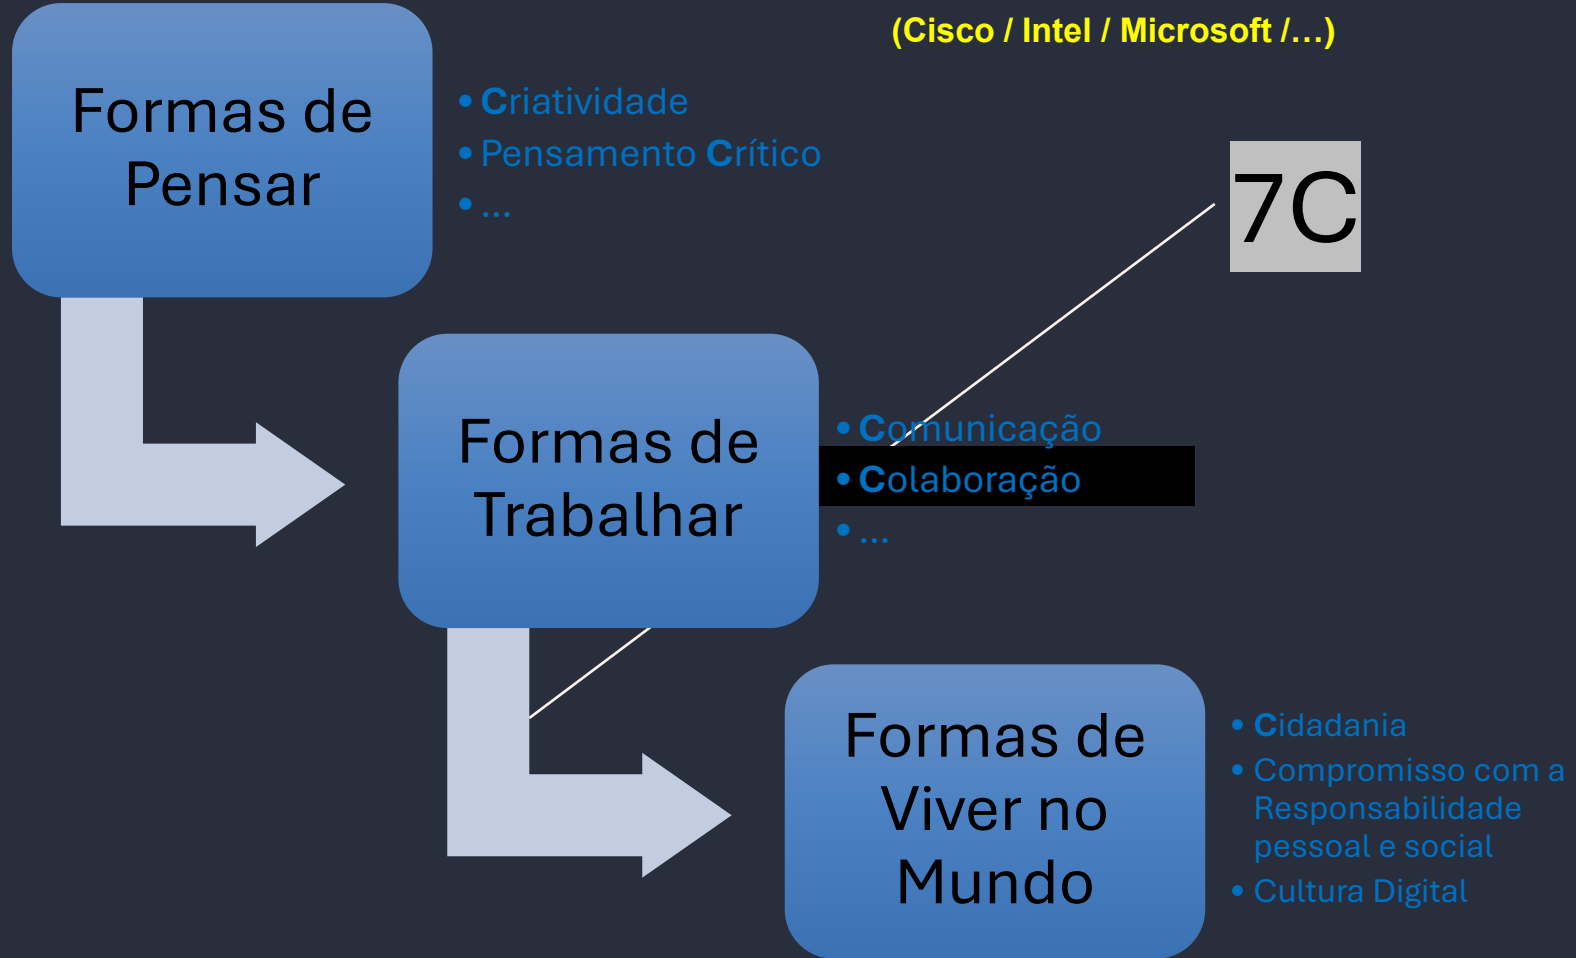 (Cisco / Intel / Microsoft /…)
Formas de
Pensar
• Criatividade
• Pensamento Crítico
• ...
7C
Formas de
Trabalhar
• Comunicação
• Colaboração
• ...
Formas de
Viver no
Mundo
• Cidadania
• Compromisso com a
Responsabilidade
pessoal e social
• Cultura Digital